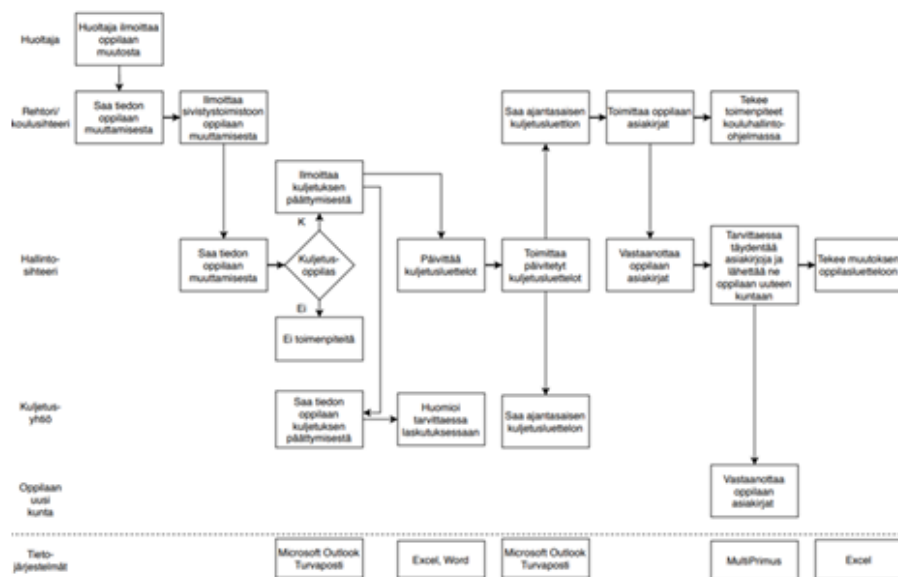 Huoltaja
Huoltaja ilmoittaa
oppilaan
muutosta
Rehtori/
koulusihteeri
Saa tiedon
oppilaan
muuttamisesta
Ilmoittaa
sivistystoimistoon
oppilaan
muuttamisesta
Saa ajantasaisen
kuljetusluettlon
Toimittaa oppilaan
asiakirjat
Tekee
toimenpiteet
kouluhallinto-
ohjelmassa
Ilmoittaa
kuljetuksen
päättymisestä
K
Hallinto-
sihteeri
Saa tiedon
oppilaan
muuttamisesta
Kuljetus-
oppilas
Päivittää
kuljetusluettelot
Toimittaa
päivitetyt
kuljetusluettelot
Vastaanottaa
oppilaan
asiakirjat
Tarvittaessa
täydentää
asiakirjoja ja
lähettää ne
oppilaan uuteen
kuntaan
Tekee muutoksen
oppilasluetteloon
Ei
Ei toimenpiteitä
Kuljetus-
yhtiö
Saa tiedon
oppilaan
kuljetuksen
päättymisestä
Huomioi
tarvittaessa
laskutuksessaan
Saa ajantasaisen
kuljetusluettelon
Oppilaan
uusi
kunta
Vastaanottaa
oppilaan
asiakirjat
Tieto-
järjestelmät
Microsoft Outlook
Turvaposti
Excel, Word
Microsoft Outlook
Turvaposti
MultiPrimus
Excel